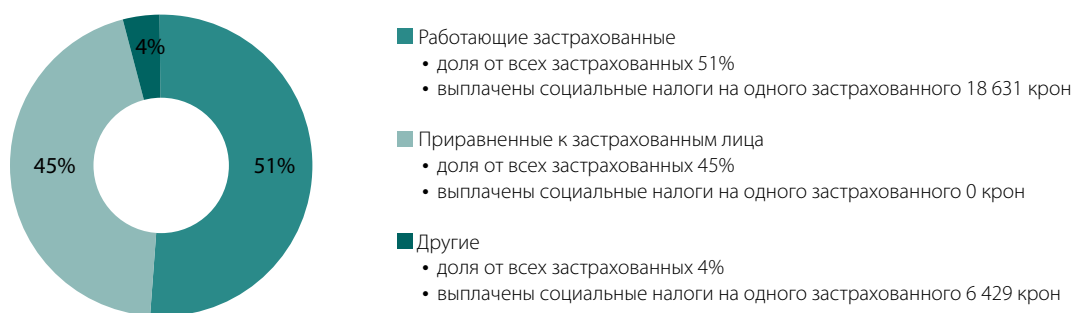 4%
45%
51%
Работающие застрахованные
• доля от всех застрахованных 51%
• выплачены социальные налоги на одного застрахованного 18 631 крон
Приравненные к застрахованным лица
• доля от всех застрахованных 45%
• выплачены социальные налоги на одного застрахованного 0 крон
Другие
• доля от всех застрахованных 4%
• выплачены социальные налоги на одного застрахованного 6 429 крон